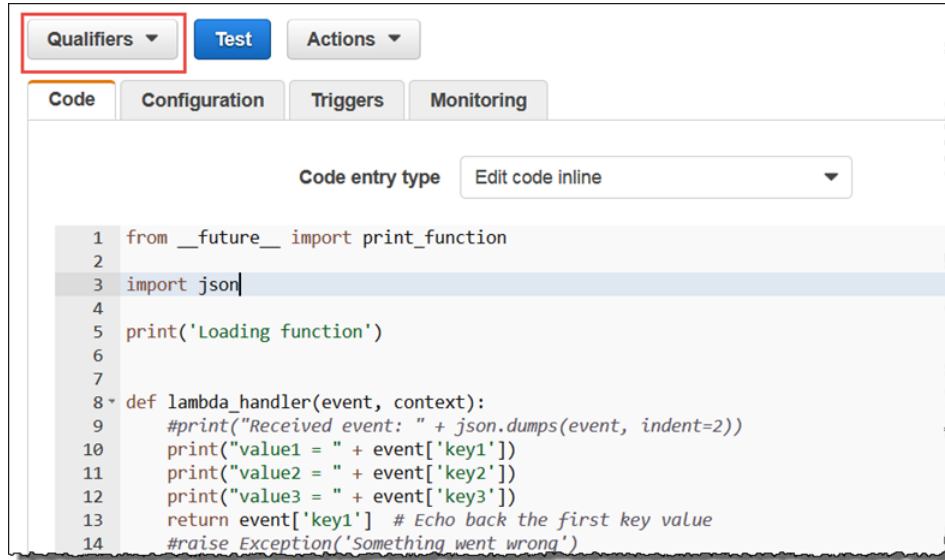 Qualifiers Test Actions
Code Configuration Triggers Monitoring
Code entry type Edit code inline
1 from __future__ import print_function
2
3 import json
4
5 print('Loading function')
6
7
8 def lambda_handler(event, context):
9     #print("Received event: " + json.dumps(event, indent=2))
10     print("value1 = " + event['key1'])
11     print("value2 = " + event['key2'])
12     print("value3 = " + event['key3'])
13     return event['key1']  # Echo back the first key value
14     #raise Exception('Something went wrong')